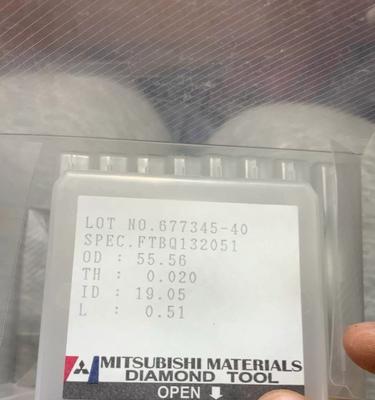 LOT NO.677345-40
SPEC.FTBQ132051
OD : 55.56
TH : 0.020
ID : 19.05
L : 0.51
MITSUBISHI MATERIALS
DIAMOND TOOL
OPEN ⬇